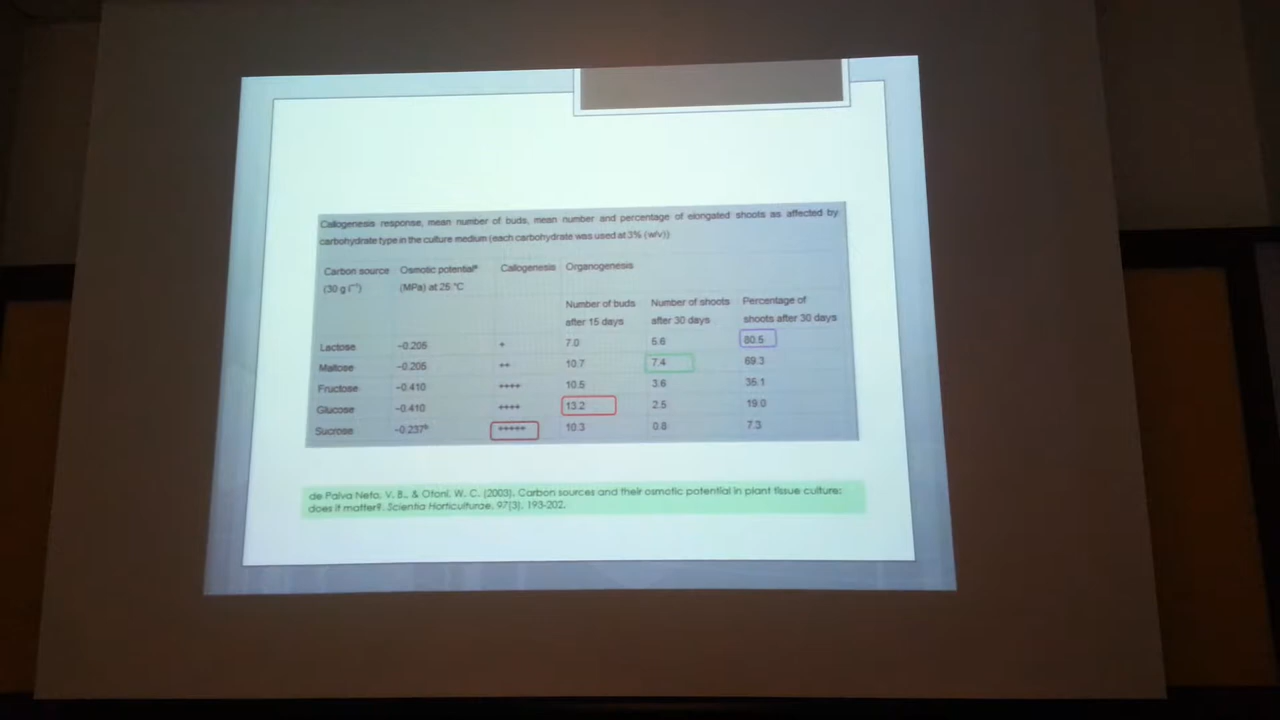 Callogenesis response, mean number of buds, mean number and percentage of elongated shoots as affected by
carbohydrate type in the culture medium (each carbohydrate was used at 3% (w/v))
Carbon source Osmotic potentialª Callogenesis Organogenesis
(30 g l⁻¹) (MPa) at 25 °C
Number of buds Number of shoots Percentage of
after 15 days after 30 days shoots after 30 days
Lactose −0.205 + 7.0 5.6 80.5
Maltose −0.205 ++ 10.7 7.4 69.3
Fructose −0.410 ++++ 10.5 3.6 35.1
Glucose −0.410 ++++ 13.2 2.5 19.0
Sucrose −0.237ᵇ +++++ 10.3 0.8 7.3
de Paiva Neto, V. B., & Otoni, W. C. (2003). Carbon sources and their osmotic potential in plant tissue culture:
does it matter?. Scientia Horticulturae, 97(3), 193-202.